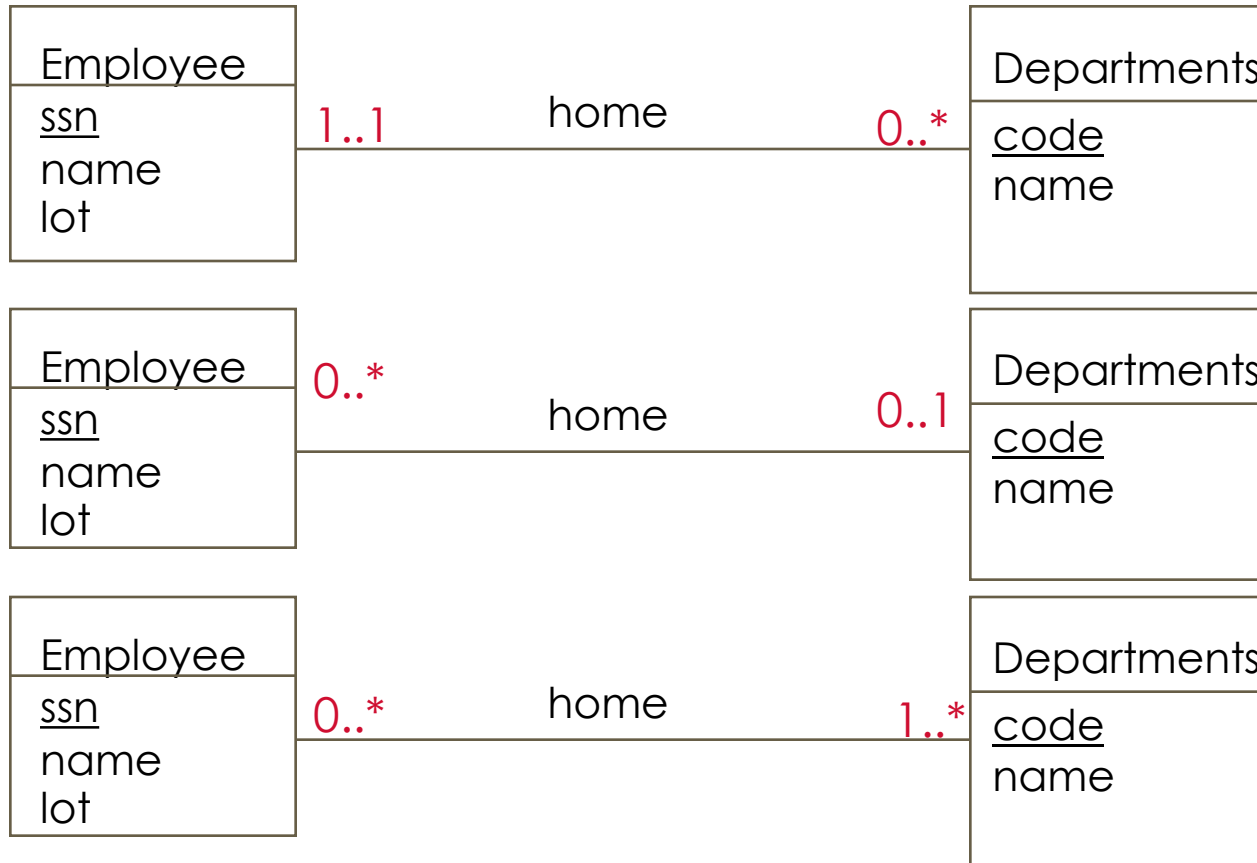 Employee
ssn
name
lot
1..1
home
0..*
Departments
code
name
Employee
ssn
name
lot
0..*
home
0..1
Departments
code
name
Employee
ssn
name
lot
0..*
home
1..*
Departments
code
name